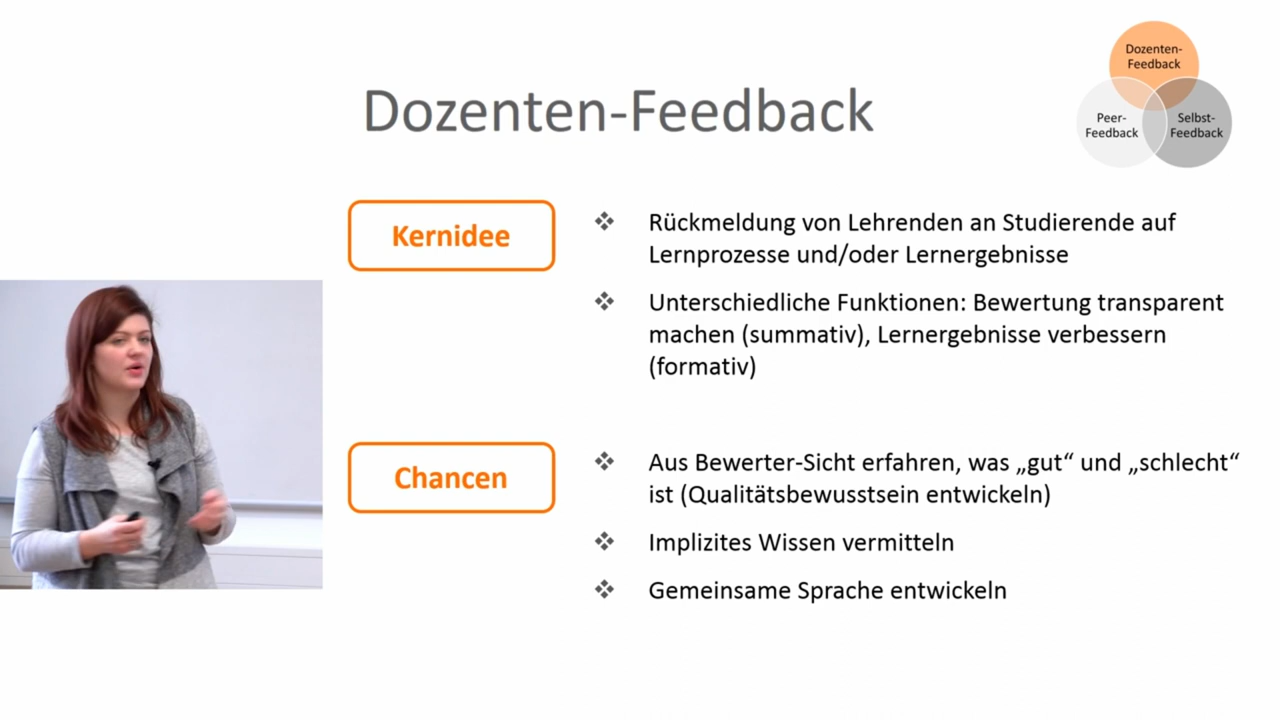 Dozenten-
Feedback
Peer-
Feedback
Selbst-
Feedback
Dozenten-Feedback
Kernidee
Rückmeldung von Lehrenden an Studierende auf
Lernprozesse und/oder Lernergebnisse
Unterschiedliche Funktionen: Bewertung transparent
machen (summativ), Lernergebnisse verbessern
(formativ)
Chancen
Aus Bewerter-Sicht erfahren, was „gut“ und „schlecht“
ist (Qualitätsbewusstsein entwickeln)
Implizites Wissen vermitteln
Gemeinsame Sprache entwickeln